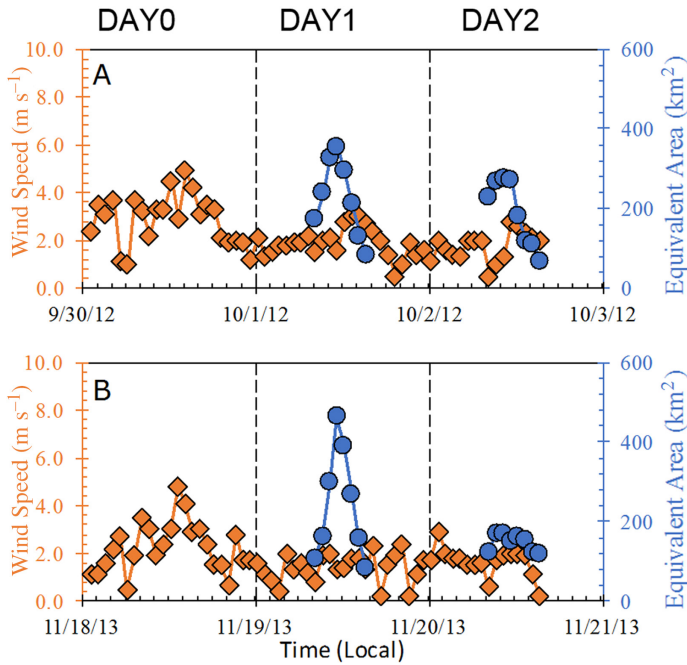 DAY0 DAY1 DAY2
A
Wind Speed (m s⁻¹)
10.0
8.0
6.0
4.0
2.0
0.0
Equivalent Area (km²)
600
400
200
0
9/30/12 10/1/12 10/2/12 10/3/12
B
Wind Speed (m s⁻¹)
10.0
8.0
6.0
4.0
2.0
0.0
Equivalent Area (km²)
600
400
200
0
11/18/13 11/19/13 11/20/13 11/21/13
Time (Local)